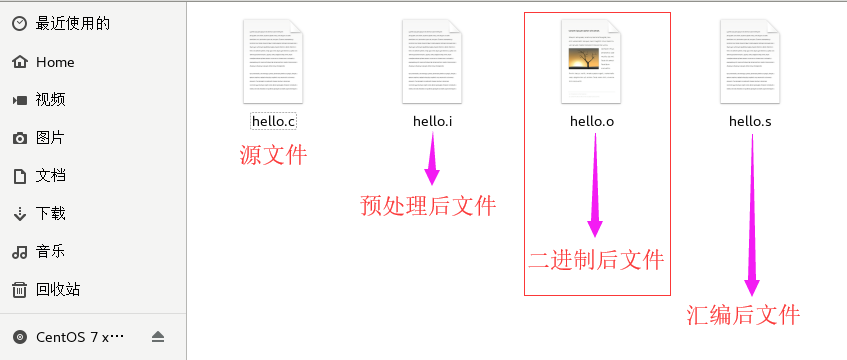 最近使用的
Home
视频
图片
文档
下载
音乐
回收站
CentOS 7 x···
hello.c
hello.i
hello.o
hello.s
源文件
预处理后文件
二进制后文件
汇编后文件